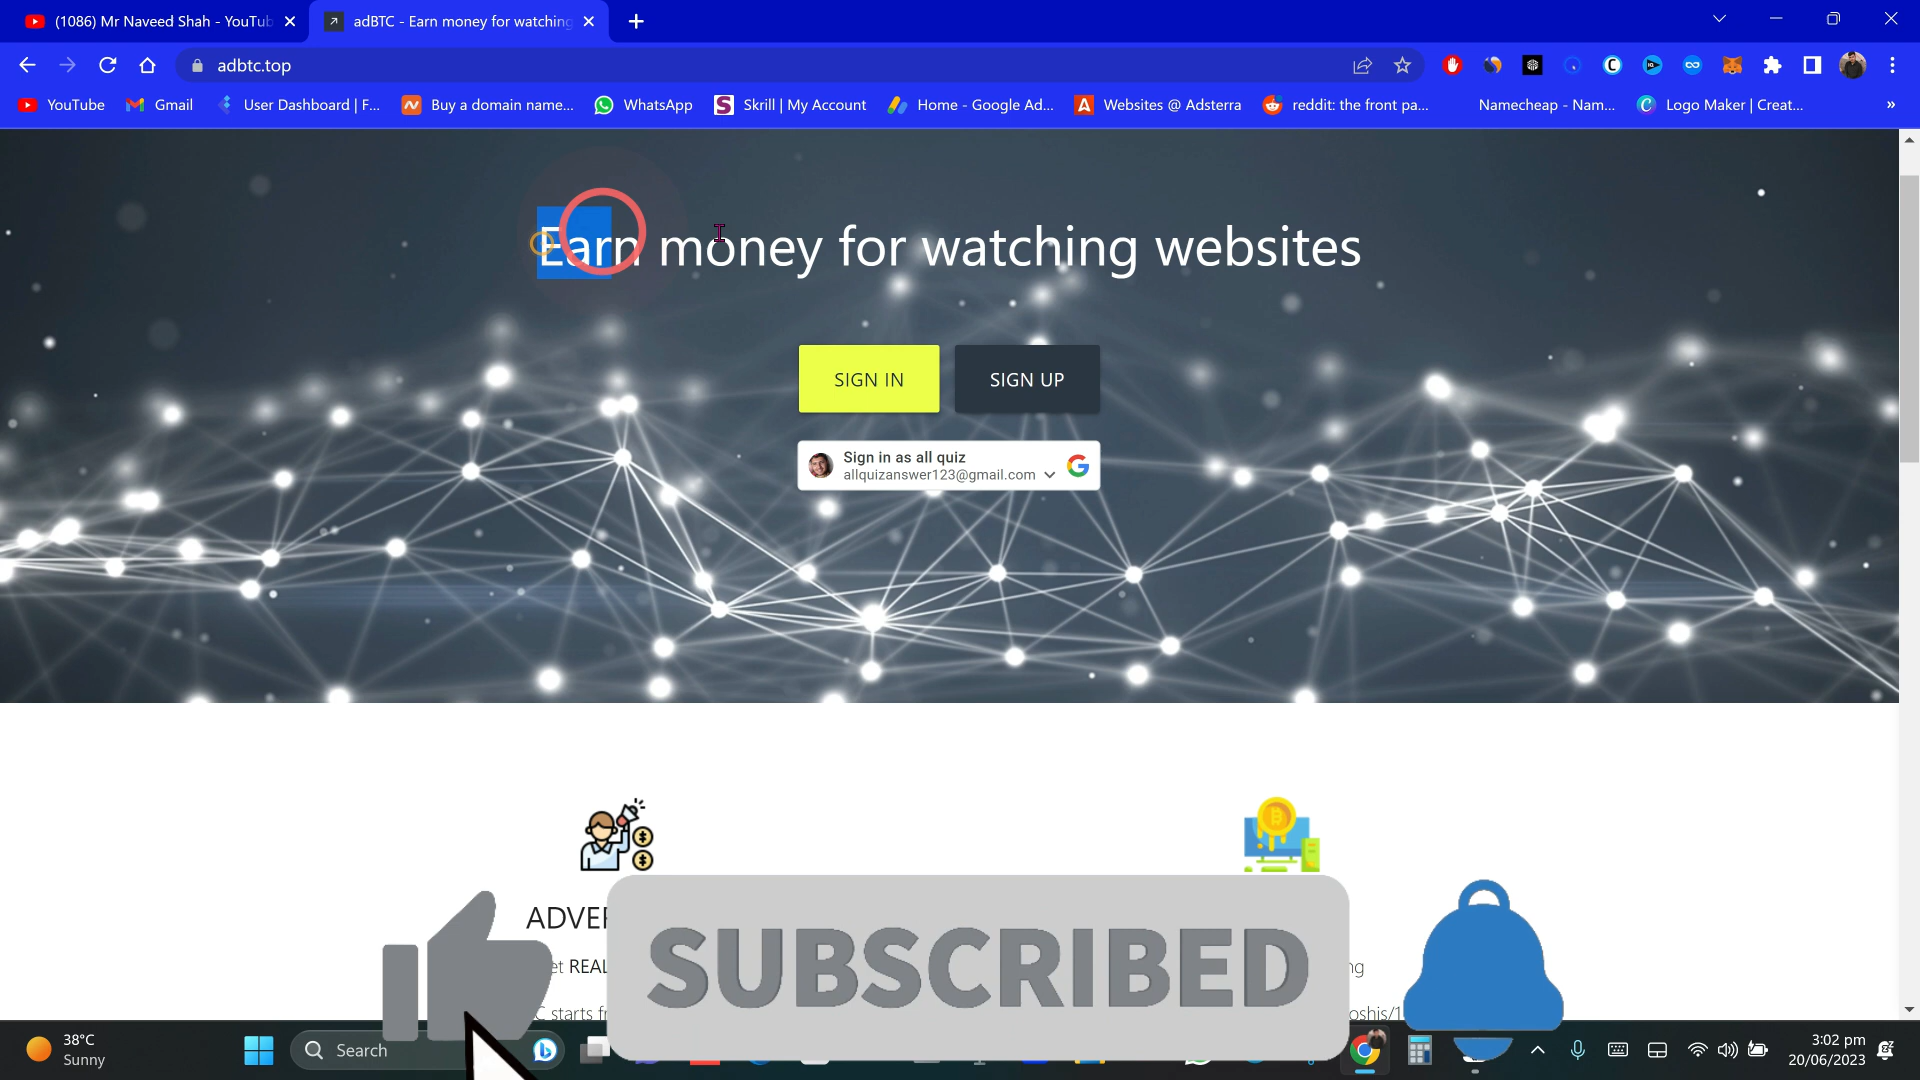 (1086) Mr Naveed Shah - YouTub
adBTC - Earn money for watching
adbtc.top
YouTube
Gmail
User Dashboard | F...
Buy a domain name...
WhatsApp
Skrill | My Account
Home - Google Ad...
Websites @ Adsterra
reddit: the front pa...
Namecheap - Nam...
Logo Maker | Creat...
Earn money for watching websites
SIGN IN
SIGN UP
Sign in as all quiz
allquizanswer123@gmail.com
ADVE
REAL
starts
SUBSCRIBED
38°C
Sunny
Search
3:02 pm
20/06/2023